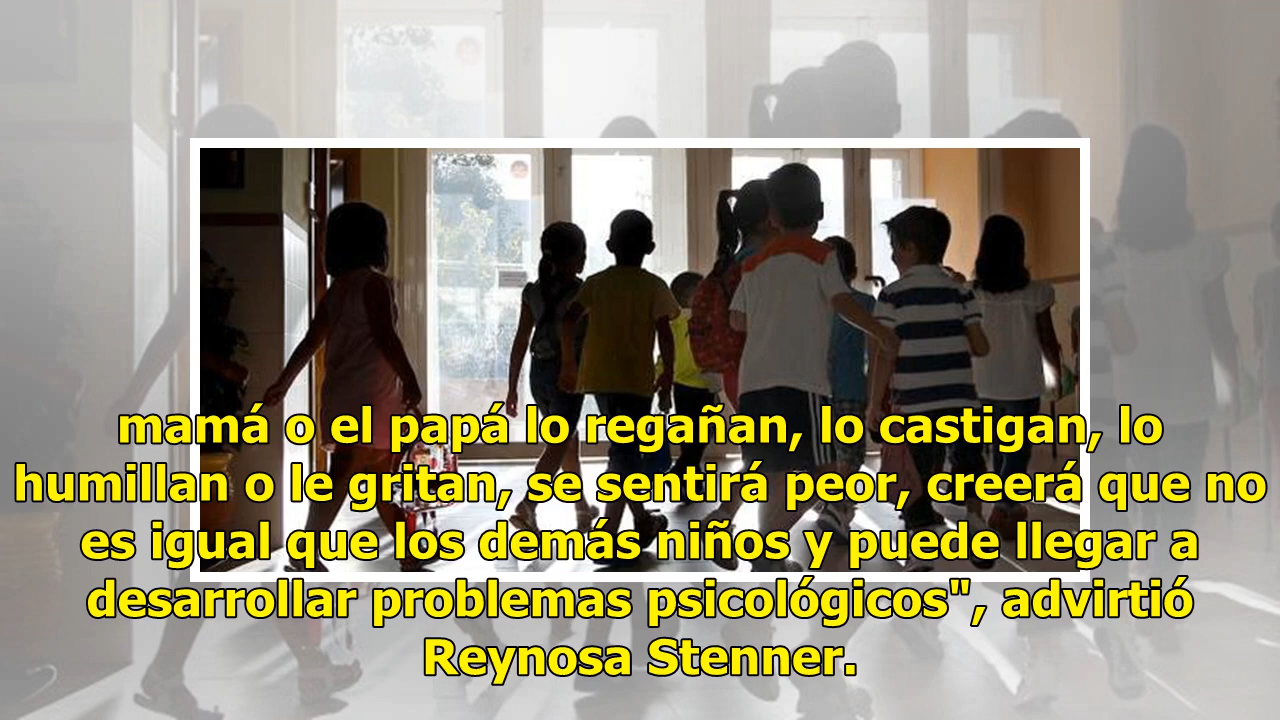 mamá o el papá lo regañan, lo castigan, lo
humillan o le gritan, se sentirá peor, creerá que no
es igual que los demás niños y puede llegar a
desarrollar problemas psicológicos", advirtió
Reynosa Stenner.